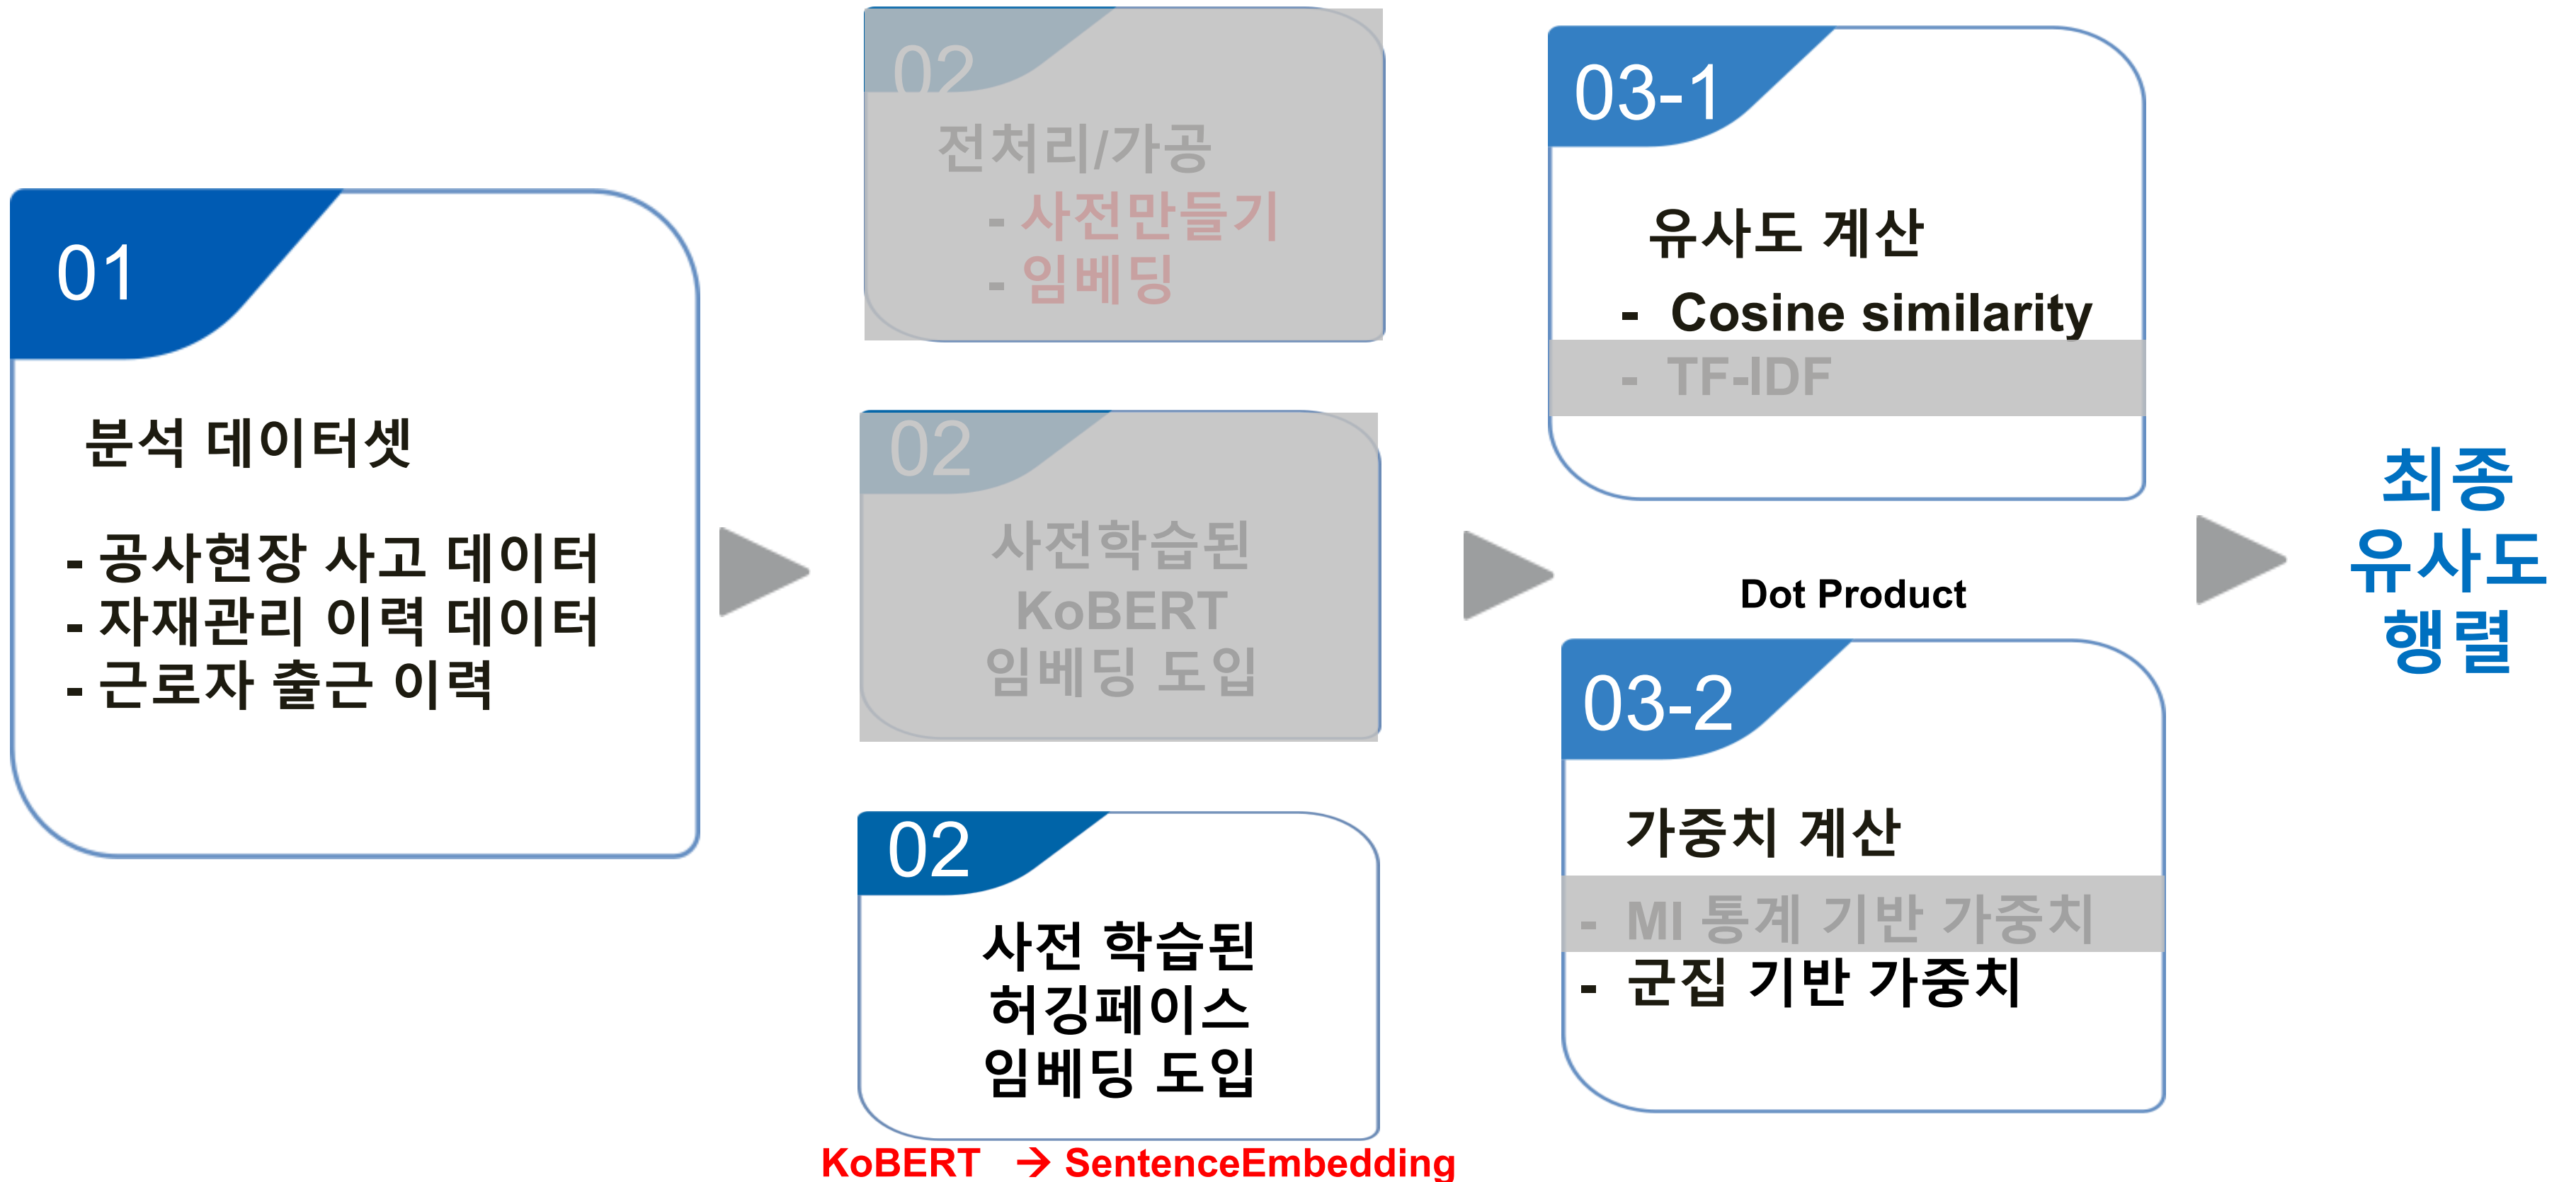 01
분석 데이터셋
- 공사현장 사고 데이터
- 자재관리 이력 데이터
- 근로자 출근 이력
02
전처리/가공
- 사전만들기
- 임베딩
02
사전학습된
KoBERT
임베딩 도입
02
사전 학습된
허깅페이스
임베딩 도입
KoBERT → SentenceEmbedding
03-1
유사도 계산
- Cosine similarity
- TF-IDF
Dot Product
03-2
가중치 계산
- MI 통계 기반 가중치
- 군집 기반 가중치
최종
유사도
행렬